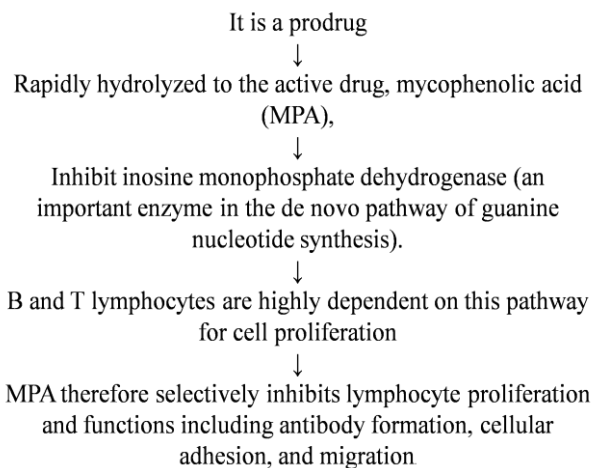 It is a prodrug
↓
Rapidly hydrolyzed to the active drug, mycophenolic acid
(MPA),
↓
Inhibit inosine monophosphate dehydrogenase (an
important enzyme in the de novo pathway of guanine
nucleotide synthesis).
↓
B and T lymphocytes are highly dependent on this pathway
for cell proliferation
↓
MPA therefore selectively inhibits lymphocyte proliferation
and functions including antibody formation, cellular
adhesion, and migration